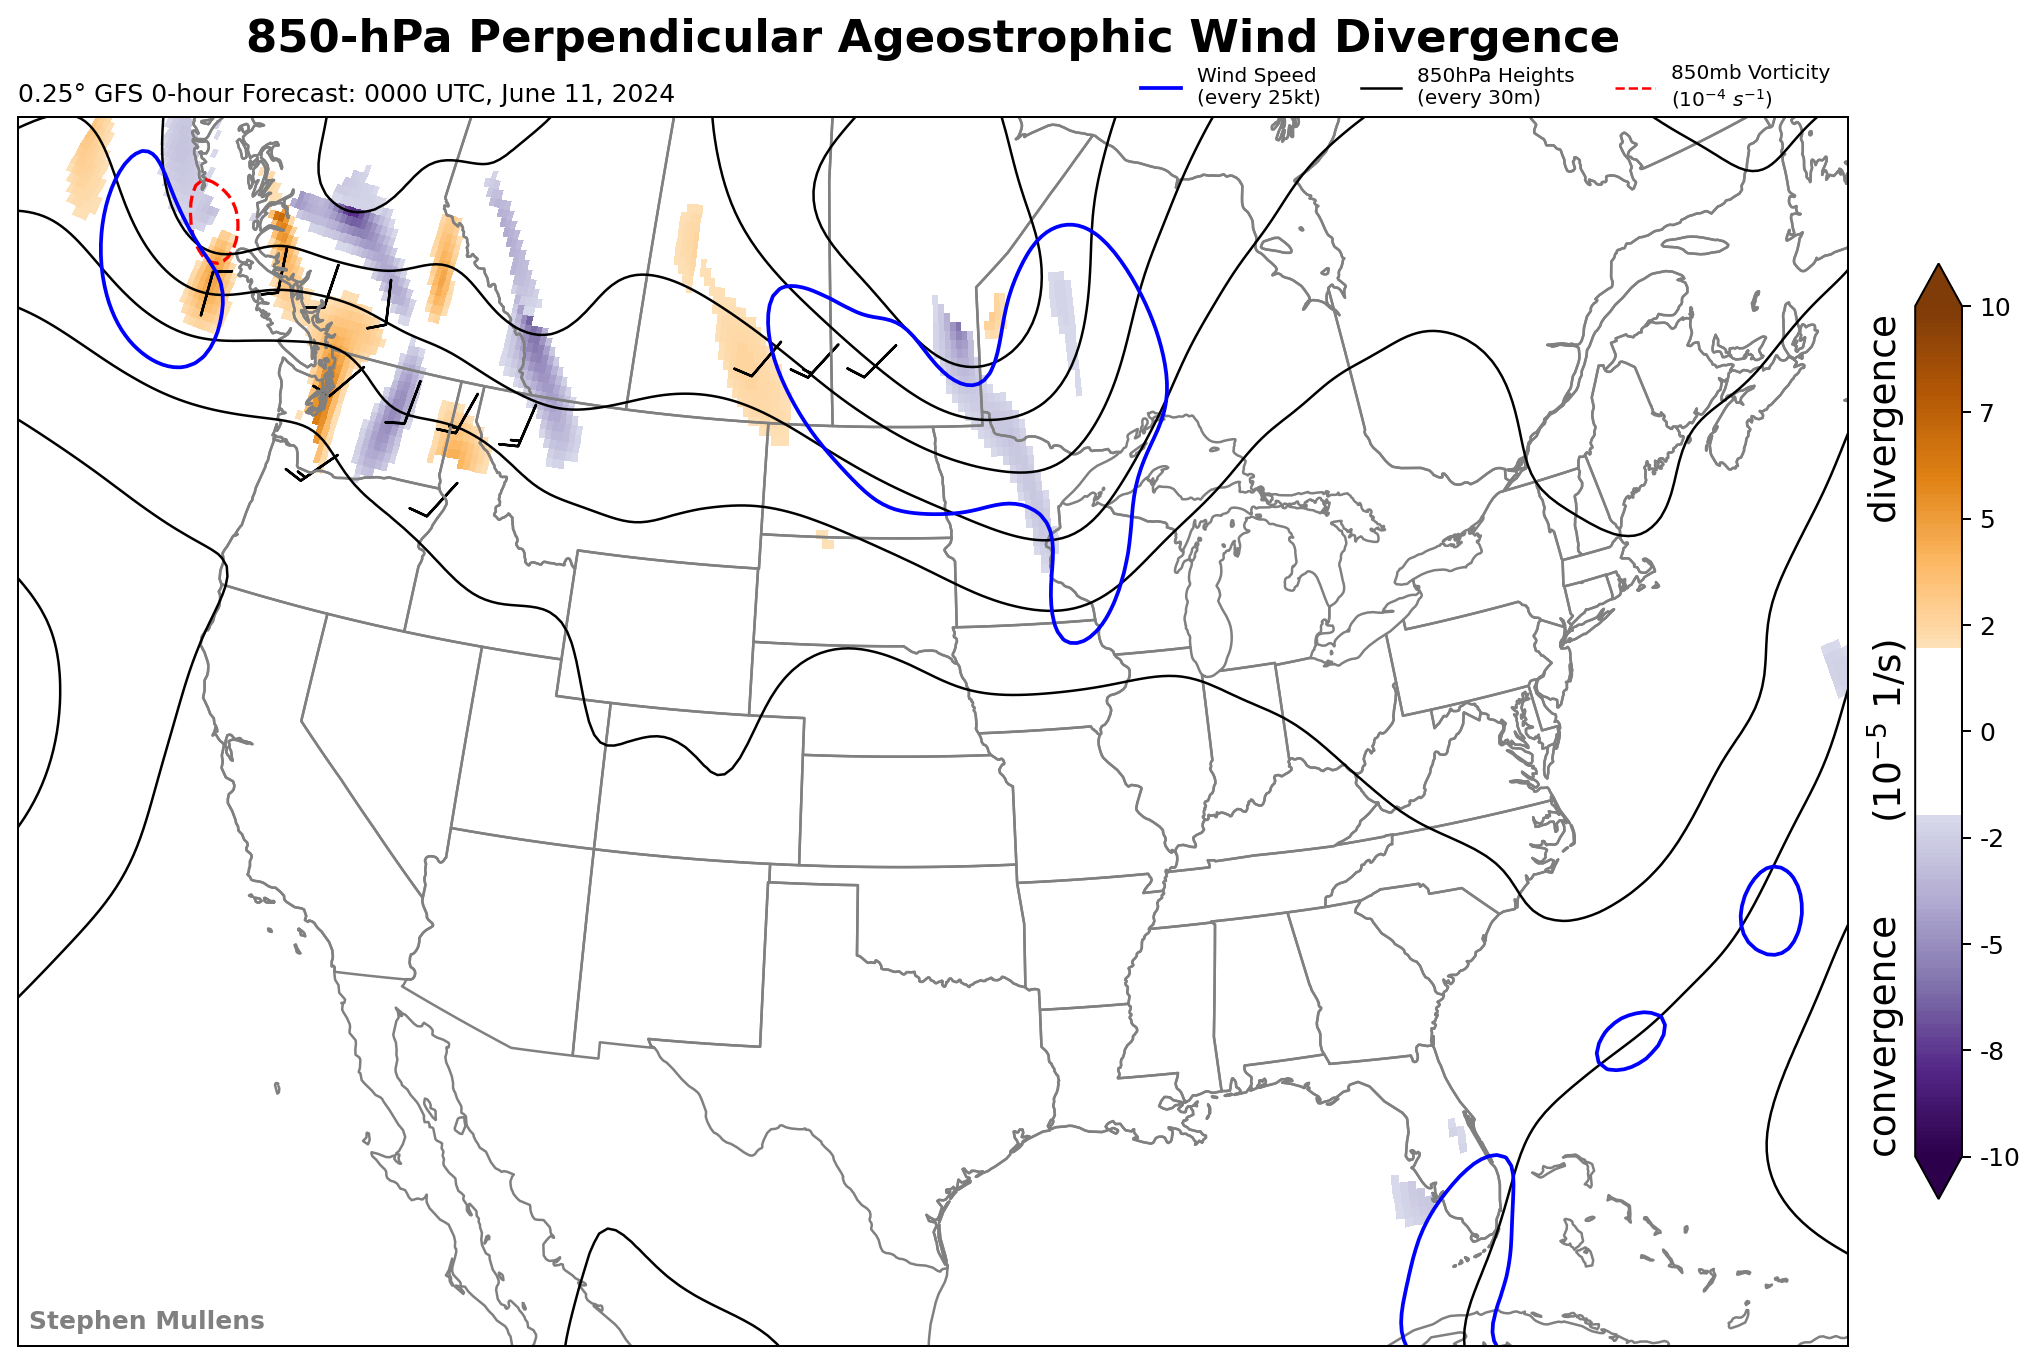 850-hPa Perpendicular Ageostrophic Wind Divergence
0.25° GFS 0-hour Forecast: 0000 UTC, June 11, 2024
Wind Speed
(every 25kt)
850hPa Heights
(every 30m)
850mb Vorticity
(10⁻⁴ s⁻¹)
10
7
5
2
0
-2
-5
-8
-10
convergence (10⁻⁵ 1/s) divergence
Stephen Mullens